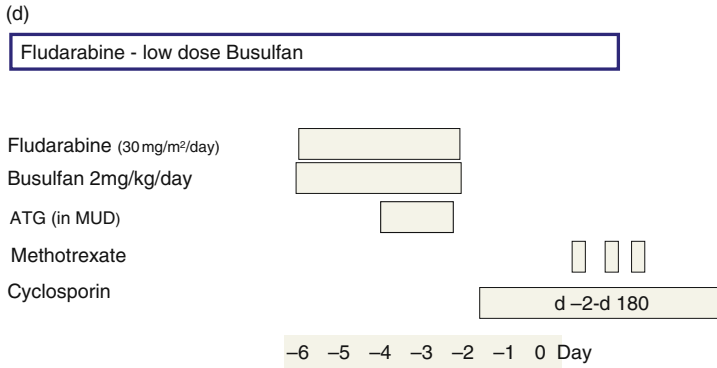 (d)
Fludarabine - low dose Busulfan
Fludarabine (30 mg/m²/day)
Busulfan 2mg/kg/day
ATG (in MUD)
Methotrexate
Cyclosporin
d –2-d 180
–6 –5 –4 –3 –2 –1 0 Day